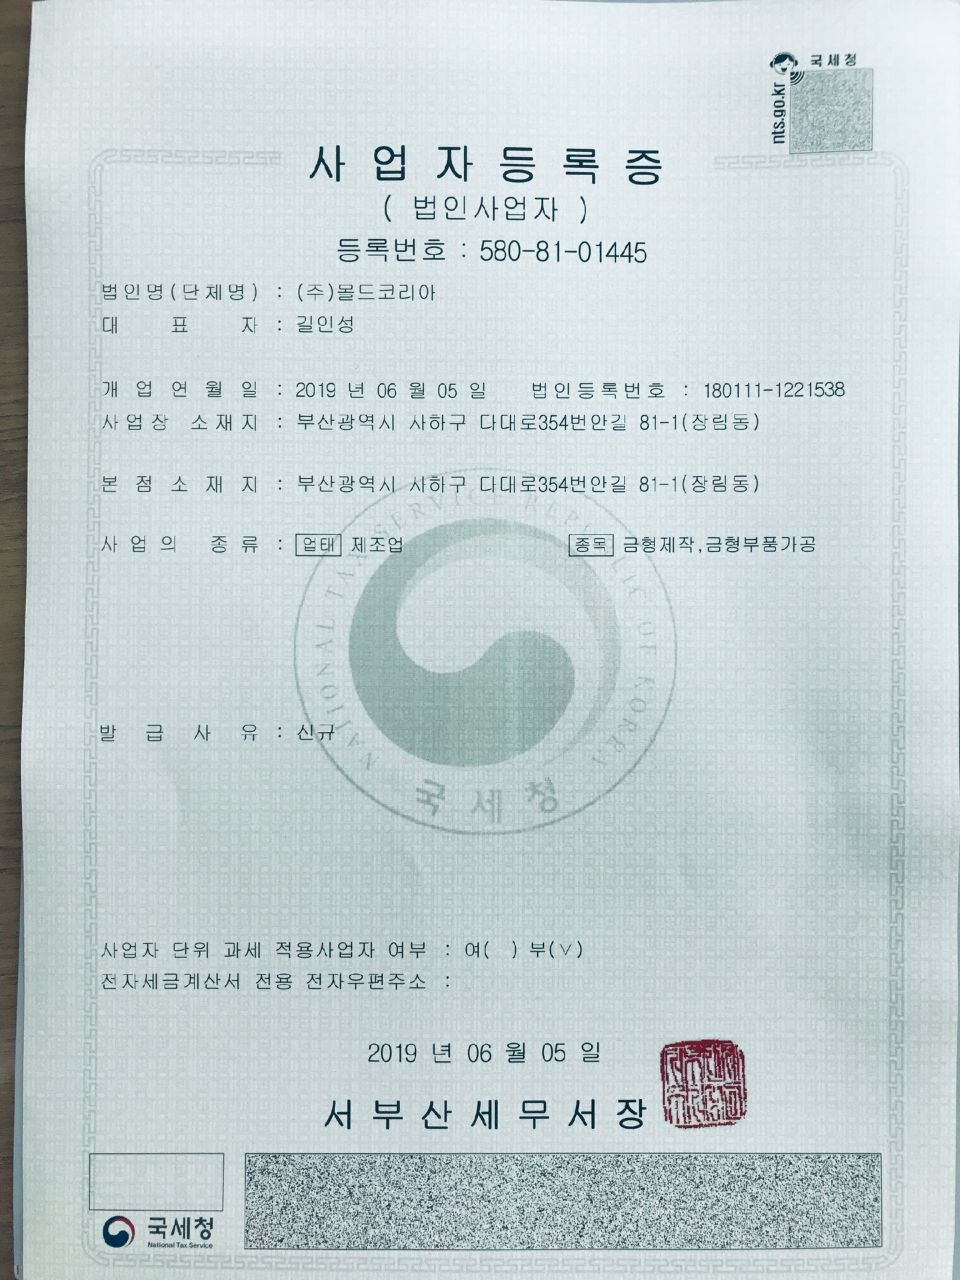 국세청
nts.go.kr
사업자등록증
( 법인사업자 )
등록번호 : 580-81-01445
법인명(단체명) : (주)몰드코리아
대 표 자 : 길인성
개 업 연 월 일 : 2019 년 06 월 05 일 법인등록번호 : 180111-1221538
사업장 소재지 : 부산광역시 사하구 다대로354번안길 81-1(장림동)
본 점 소 재 지 : 부산광역시 사하구 다대로354번안길 81-1(장림동)
사 업 의 종 류 : 업태 제조업 종목 금형제작,금형부품가공
NATIONAL TAX SERVICE REPUBLIC OF KOREA
발 급 사 유 : 신규
국세청
사업자 단위 과세 적용사업자 여부 : 여( ) 부(∨)
전자세금계산서 전용 전자우편주소 :
2019 년 06 월 05 일
서부산세무서장
국세청
National Tax Service